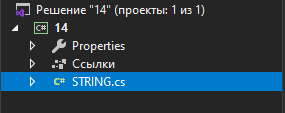 Решение "14" (проекты: 1 из 1)
C# 14
Properties
Ссылки
C# STRING.cs